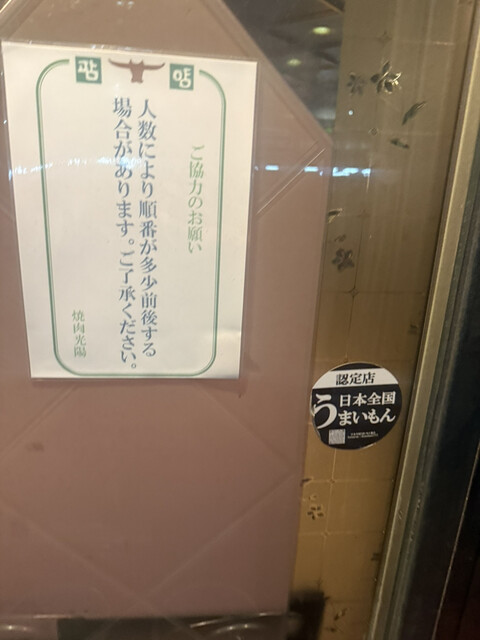 광양
ご協力のお願い
人数により順番が多少前後する
場合があります。ご了承ください。
焼肉光陽
認定店
日本全国
うまいもん